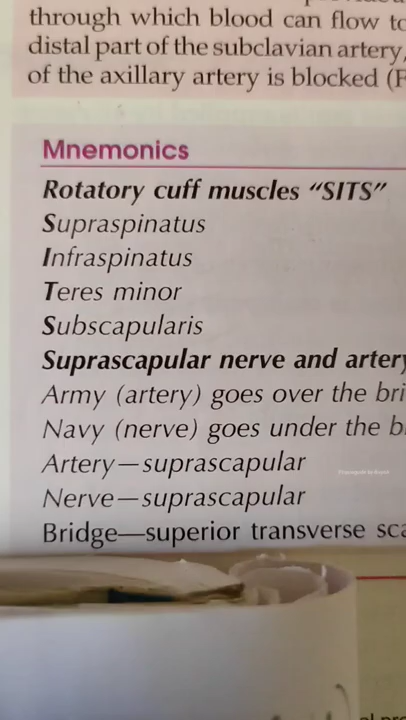 through which blood can flow to
distal part of the subclavian artery,
of the axillary artery is blocked (F
Mnemonics
Rotatory cuff muscles “SITS”
Supraspinatus
Infraspinatus
Teres minor
Subscapularis
Suprascapular nerve and artery
Army (artery) goes over the bri
Navy (nerve) goes under the b
Artery—suprascapular
Nerve—suprascapular
Bridge—superior transverse sca